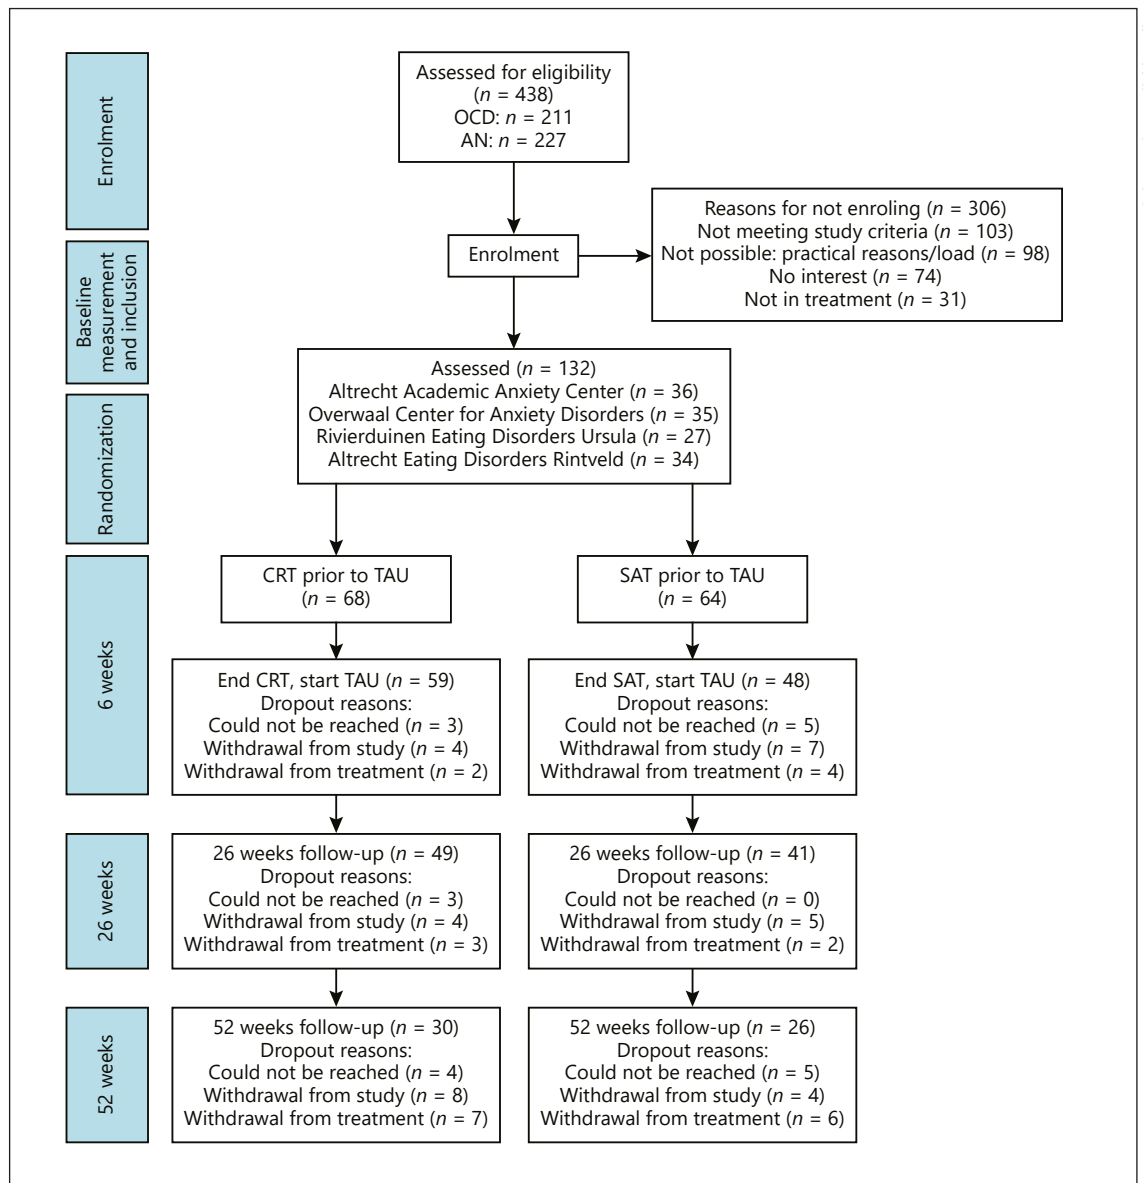 Enrolment
Assessed for eligibility
(n = 438)
OCD: n = 211
AN: n = 227
Enrolment
Reasons for not enroling (n = 306)
Not meeting study criteria (n = 103)
Not possible: practical reasons/load (n = 98)
No interest (n = 74)
Not in treatment (n = 31)
Baseline
measurement
and inclusion
Assessed (n = 132)
Altrecht Academic Anxiety Center (n = 36)
Overwaal Center for Anxiety Disorders (n = 35)
Rivierduinen Eating Disorders Ursula (n = 27)
Altrecht Eating Disorders Rintveld (n = 34)
Randomization
CRT prior to TAU
(n = 68)
SAT prior to TAU
(n = 64)
6 weeks
End CRT, start TAU (n = 59)
Dropout reasons:
Could not be reached (n = 3)
Withdrawal from study (n = 4)
Withdrawal from treatment (n = 2)
End SAT, start TAU (n = 48)
Dropout reasons:
Could not be reached (n = 5)
Withdrawal from study (n = 7)
Withdrawal from treatment (n = 4)
26 weeks
26 weeks follow-up (n = 49)
Dropout reasons:
Could not be reached (n = 3)
Withdrawal from study (n = 4)
Withdrawal from treatment (n = 3)
26 weeks follow-up (n = 41)
Dropout reasons:
Could not be reached (n = 0)
Withdrawal from study (n = 5)
Withdrawal from treatment (n = 2)
52 weeks
52 weeks follow-up (n = 30)
Dropout reasons:
Could not be reached (n = 4)
Withdrawal from study (n = 8)
Withdrawal from treatment (n = 7)
52 weeks follow-up (n = 26)
Dropout reasons:
Could not be reached (n = 5)
Withdrawal from study (n = 4)
Withdrawal from treatment (n = 6)